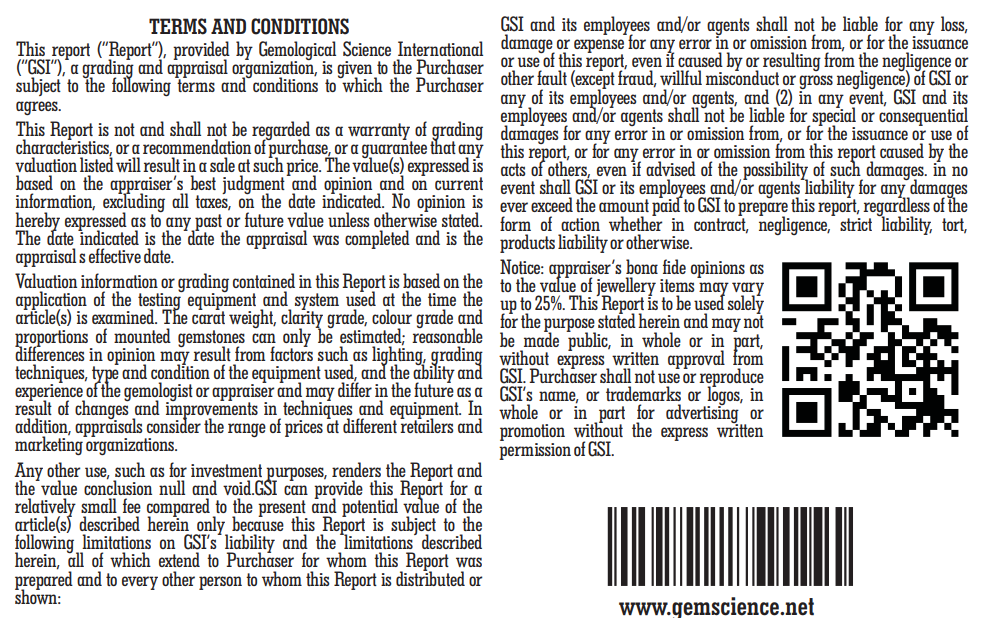 TERMS AND CONDITIONS
This report (“Report”), provided by Gemological Science International
(“GSI”), a grading and appraisal organization, is given to the Purchaser
subject to the following terms and conditions to which the Purchaser
agrees.
This Report is not and shall not be regarded as a warranty of grading
characteristics, or a recommendation of purchase, or a guarantee that any
valuation listed will result in a sale at such price. The value(s) expressed is
based on the appraiser’s best judgment and opinion and on current
information, excluding all taxes, on the date indicated. No opinion is
hereby expressed as to any past or future value unless otherwise stated.
The date indicated is the date the appraisal was completed and is the
appraisal s effective date.
Valuation information or grading contained in this Report is based on the
application of the testing equipment and system used at the time the
article(s) is examined. The carat weight, clarity grade, colour grade and
proportions of mounted gemstones can only be estimated; reasonable
differences in opinion may result from factors such as lighting, grading
techniques, type and condition of the equipment used, and the ability and
experience of the gemologist or appraiser and may differ in the future as a
result of changes and improvements in techniques and equipment. In
addition, appraisals consider the range of prices at different retailers and
marketing organizations.
Any other use, such as for investment purposes, renders the Report and
the value conclusion null and void.GSI can provide this Report for a
relatively small fee compared to the present and potential value of the
article(s) described herein only because this Report is subject to the
following limitations on GSI’s liability and the limitations described
herein, all of which extend to Purchaser for whom this Report was
prepared and to every other person to whom this Report is distributed or
shown:
GSI and its employees and/or agents shall not be liable for any loss,
damage or expense for any error in or omission from, or for the issuance
or use of this report, even if caused by or resulting from the negligence or
other fault (except fraud, willful misconduct or gross negligence) of GSI or
any of its employees and/or agents, and (2) in any event, GSI and its
employees and/or agents shall not be liable for special or consequential
damages for any error in or omission from, or for the issuance or use of
this report, or for any error in or omission from this report caused by the
acts of others, even if advised of the possibility of such damages. in no
event shall GSI or its employees and/or agents liability for any damages
ever exceed the amount paid to GSI to prepare this report, regardless of the
form of action whether in contract, negligence, strict liability, tort,
products liability or otherwise.
Notice: appraiser’s bona fide opinions as
to the value of jewellery items may vary
up to 25%. This Report is to be used solely
for the purpose stated herein and may not
be made public, in whole or in part,
without express written approval from
GSI. Purchaser shall not use or reproduce
GSI’s name, or trademarks or logos, in
whole or in part for advertising or
promotion without the express written
permission of GSI.
www.gemscience.net